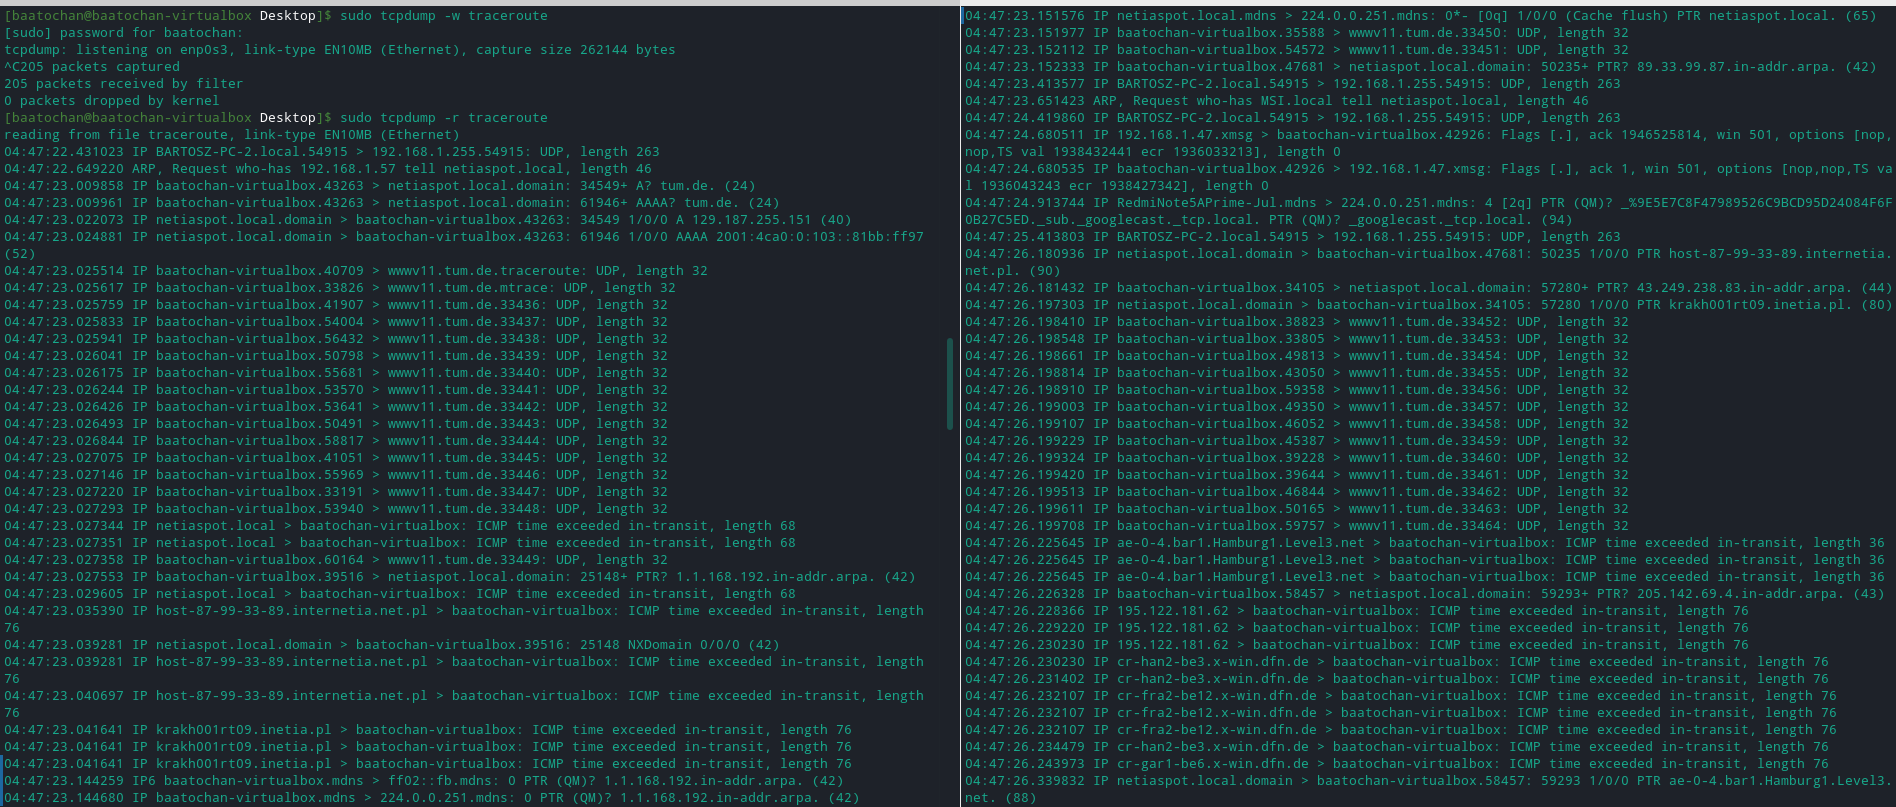 [baatochan@baatochan-virtualbox Desktop]$ sudo tcpdump -w traceroute
[sudo] password for baatochan:
tcpdump: listening on enp0s3, link-type EN10MB (Ethernet), capture size 262144 bytes
^C205 packets captured
205 packets received by filter
0 packets dropped by kernel
[baatochan@baatochan-virtualbox Desktop]$ sudo tcpdump -r traceroute
reading from file traceroute, link-type EN10MB (Ethernet)
04:47:22.431023 IP BARTOSZ-PC-2.local.54915 > 192.168.1.255.54915: UDP, length 263
04:47:22.649220 ARP, Request who-has 192.168.1.57 tell netiaspot.local, length 46
04:47:23.009858 IP baatochan-virtualbox.43263 > netiaspot.local.domain: 34549+ A? tum.de. (24)
04:47:23.009961 IP baatochan-virtualbox.43263 > netiaspot.local.domain: 61946+ AAAA? tum.de. (24)
04:47:23.022073 IP netiaspot.local.domain > baatochan-virtualbox.43263: 34549 1/0/0 A 129.187.255.151 (40)
04:47:23.024881 IP netiaspot.local.domain > baatochan-virtualbox.43263: 61946 1/0/0 AAAA 2001:4ca0:0:103::81bb:ff97
(52)
04:47:23.025514 IP baatochan-virtualbox.40709 > wwwv11.tum.de.traceroute: UDP, length 32
04:47:23.025617 IP baatochan-virtualbox.33826 > wwwv11.tum.de.mtrace: UDP, length 32
04:47:23.025759 IP baatochan-virtualbox.41907 > wwwv11.tum.de.33436: UDP, length 32
04:47:23.025833 IP baatochan-virtualbox.54004 > wwwv11.tum.de.33437: UDP, length 32
04:47:23.025941 IP baatochan-virtualbox.56432 > wwwv11.tum.de.33438: UDP, length 32
04:47:23.026041 IP baatochan-virtualbox.50798 > wwwv11.tum.de.33439: UDP, length 32
04:47:23.026175 IP baatochan-virtualbox.55681 > wwwv11.tum.de.33440: UDP, length 32
04:47:23.026244 IP baatochan-virtualbox.53570 > wwwv11.tum.de.33441: UDP, length 32
04:47:23.026426 IP baatochan-virtualbox.53641 > wwwv11.tum.de.33442: UDP, length 32
04:47:23.026493 IP baatochan-virtualbox.50491 > wwwv11.tum.de.33443: UDP, length 32
04:47:23.026844 IP baatochan-virtualbox.58817 > wwwv11.tum.de.33444: UDP, length 32
04:47:23.027075 IP baatochan-virtualbox.41051 > wwwv11.tum.de.33445: UDP, length 32
04:47:23.027146 IP baatochan-virtualbox.55969 > wwwv11.tum.de.33446: UDP, length 32
04:47:23.027220 IP baatochan-virtualbox.33191 > wwwv11.tum.de.33447: UDP, length 32
04:47:23.027293 IP baatochan-virtualbox.53940 > wwwv11.tum.de.33448: UDP, length 32
04:47:23.027344 IP netiaspot.local > baatochan-virtualbox: ICMP time exceeded in-transit, length 68
04:47:23.027351 IP netiaspot.local > baatochan-virtualbox: ICMP time exceeded in-transit, length 68
04:47:23.027358 IP baatochan-virtualbox.60164 > wwwv11.tum.de.33449: UDP, length 32
04:47:23.027553 IP baatochan-virtualbox.39516 > netiaspot.local.domain: 25148+ PTR? 1.1.168.192.in-addr.arpa. (42)
04:47:23.029605 IP netiaspot.local > baatochan-virtualbox: ICMP time exceeded in-transit, length 68
04:47:23.035390 IP host-87-99-33-89.internetia.net.pl > baatochan-virtualbox: ICMP time exceeded in-transit, length
76
04:47:23.039281 IP netiaspot.local.domain > baatochan-virtualbox.39516: 25148 NXDomain 0/0/0 (42)
04:47:23.039281 IP host-87-99-33-89.internetia.net.pl > baatochan-virtualbox: ICMP time exceeded in-transit, length
76
04:47:23.040697 IP host-87-99-33-89.internetia.net.pl > baatochan-virtualbox: ICMP time exceeded in-transit, length
76
04:47:23.041641 IP krakh001rt09.inetia.pl > baatochan-virtualbox: ICMP time exceeded in-transit, length 76
04:47:23.041641 IP krakh001rt09.inetia.pl > baatochan-virtualbox: ICMP time exceeded in-transit, length 76
04:47:23.041641 IP krakh001rt09.inetia.pl > baatochan-virtualbox: ICMP time exceeded in-transit, length 76
04:47:23.144259 IP6 baatochan-virtualbox.mdns > ff02::fb.mdns: 0 PTR (QM)? 1.1.168.192.in-addr.arpa. (42)
04:47:23.144680 IP baatochan-virtualbox.mdns > 224.0.0.251.mdns: 0 PTR (QM)? 1.1.168.192.in-addr.arpa. (42)
04:47:23.151576 IP netiaspot.local.mdns > 224.0.0.251.mdns: 0*- [0q] 1/0/0 (Cache flush) PTR netiaspot.local. (65)
04:47:23.151977 IP baatochan-virtualbox.35588 > wwwv11.tum.de.33450: UDP, length 32
04:47:23.152112 IP baatochan-virtualbox.54572 > wwwv11.tum.de.33451: UDP, length 32
04:47:23.152333 IP baatochan-virtualbox.47681 > netiaspot.local.domain: 50235+ PTR? 89.33.99.87.in-addr.arpa. (42)
04:47:23.413577 IP BARTOSZ-PC-2.local.54915 > 192.168.1.255.54915: UDP, length 263
04:47:23.651423 ARP, Request who-has MSI.local tell netiaspot.local, length 46
04:47:24.419860 IP BARTOSZ-PC-2.local.54915 > 192.168.1.255.54915: UDP, length 263
04:47:24.680511 IP 192.168.1.47.xmsg > baatochan-virtualbox.42926: Flags [.], ack 1946525814, win 501, options [nop,
nop,TS val 1938432441 ecr 1936033213], length 0
04:47:24.680535 IP baatochan-virtualbox.42926 > 192.168.1.47.xmsg: Flags [.], ack 1, win 501, options [nop,nop,TS va
l 1936043243 ecr 1938427342], length 0
04:47:24.913744 IP RedmiNote5APrime-Jul.mdns > 224.0.0.251.mdns: 4 [2q] PTR (QM)? _%9E5E7C8F47989526C9BCD95D24084F6F
0B27C5ED._sub._googlecast._tcp.local. PTR (QM)? _googlecast._tcp.local. (94)
04:47:25.413803 IP BARTOSZ-PC-2.local.54915 > 192.168.1.255.54915: UDP, length 263
04:47:26.180936 IP netiaspot.local.domain > baatochan-virtualbox.47681: 50235 1/0/0 PTR host-87-99-33-89.internetia.
net.pl. (90)
04:47:26.181432 IP baatochan-virtualbox.34105 > netiaspot.local.domain: 57280+ PTR? 43.249.238.83.in-addr.arpa. (44)
04:47:26.197303 IP netiaspot.local.domain > baatochan-virtualbox.34105: 57280 1/0/0 PTR krakh001rt09.inetia.pl. (80)
04:47:26.198410 IP baatochan-virtualbox.38823 > wwwv11.tum.de.33452: UDP, length 32
04:47:26.198548 IP baatochan-virtualbox.33805 > wwwv11.tum.de.33453: UDP, length 32
04:47:26.198661 IP baatochan-virtualbox.49813 > wwwv11.tum.de.33454: UDP, length 32
04:47:26.198814 IP baatochan-virtualbox.43050 > wwwv11.tum.de.33455: UDP, length 32
04:47:26.198910 IP baatochan-virtualbox.59358 > wwwv11.tum.de.33456: UDP, length 32
04:47:26.199003 IP baatochan-virtualbox.49350 > wwwv11.tum.de.33457: UDP, length 32
04:47:26.199107 IP baatochan-virtualbox.46052 > wwwv11.tum.de.33458: UDP, length 32
04:47:26.199229 IP baatochan-virtualbox.45387 > wwwv11.tum.de.33459: UDP, length 32
04:47:26.199324 IP baatochan-virtualbox.39228 > wwwv11.tum.de.33460: UDP, length 32
04:47:26.199420 IP baatochan-virtualbox.39644 > wwwv11.tum.de.33461: UDP, length 32
04:47:26.199513 IP baatochan-virtualbox.46844 > wwwv11.tum.de.33462: UDP, length 32
04:47:26.199611 IP baatochan-virtualbox.50165 > wwwv11.tum.de.33463: UDP, length 32
04:47:26.199708 IP baatochan-virtualbox.59757 > wwwv11.tum.de.33464: UDP, length 32
04:47:26.225645 IP ae-0-4.bar1.Hamburg1.Level3.net > baatochan-virtualbox: ICMP time exceeded in-transit, length 36
04:47:26.225645 IP ae-0-4.bar1.Hamburg1.Level3.net > baatochan-virtualbox: ICMP time exceeded in-transit, length 36
04:47:26.225645 IP ae-0-4.bar1.Hamburg1.Level3.net > baatochan-virtualbox: ICMP time exceeded in-transit, length 36
04:47:26.226328 IP baatochan-virtualbox.58457 > netiaspot.local.domain: 59293+ PTR? 205.142.69.4.in-addr.arpa. (43)
04:47:26.228366 IP 195.122.181.62 > baatochan-virtualbox: ICMP time exceeded in-transit, length 76
04:47:26.229220 IP 195.122.181.62 > baatochan-virtualbox: ICMP time exceeded in-transit, length 76
04:47:26.230230 IP 195.122.181.62 > baatochan-virtualbox: ICMP time exceeded in-transit, length 76
04:47:26.230230 IP cr-han2-be3.x-win.dfn.de > baatochan-virtualbox: ICMP time exceeded in-transit, length 76
04:47:26.231402 IP cr-han2-be3.x-win.dfn.de > baatochan-virtualbox: ICMP time exceeded in-transit, length 76
04:47:26.232107 IP cr-fra2-be12.x-win.dfn.de > baatochan-virtualbox: ICMP time exceeded in-transit, length 76
04:47:26.232107 IP cr-fra2-be12.x-win.dfn.de > baatochan-virtualbox: ICMP time exceeded in-transit, length 76
04:47:26.232107 IP cr-fra2-be12.x-win.dfn.de > baatochan-virtualbox: ICMP time exceeded in-transit, length 76
04:47:26.234479 IP cr-han2-be3.x-win.dfn.de > baatochan-virtualbox: ICMP time exceeded in-transit, length 76
04:47:26.243973 IP cr-gar1-be6.x-win.dfn.de > baatochan-virtualbox: ICMP time exceeded in-transit, length 76
04:47:26.339832 IP netiaspot.local.domain > baatochan-virtualbox.58457: 59293 1/0/0 PTR ae-0-4.bar1.Hamburg1.Level3.
net. (88)